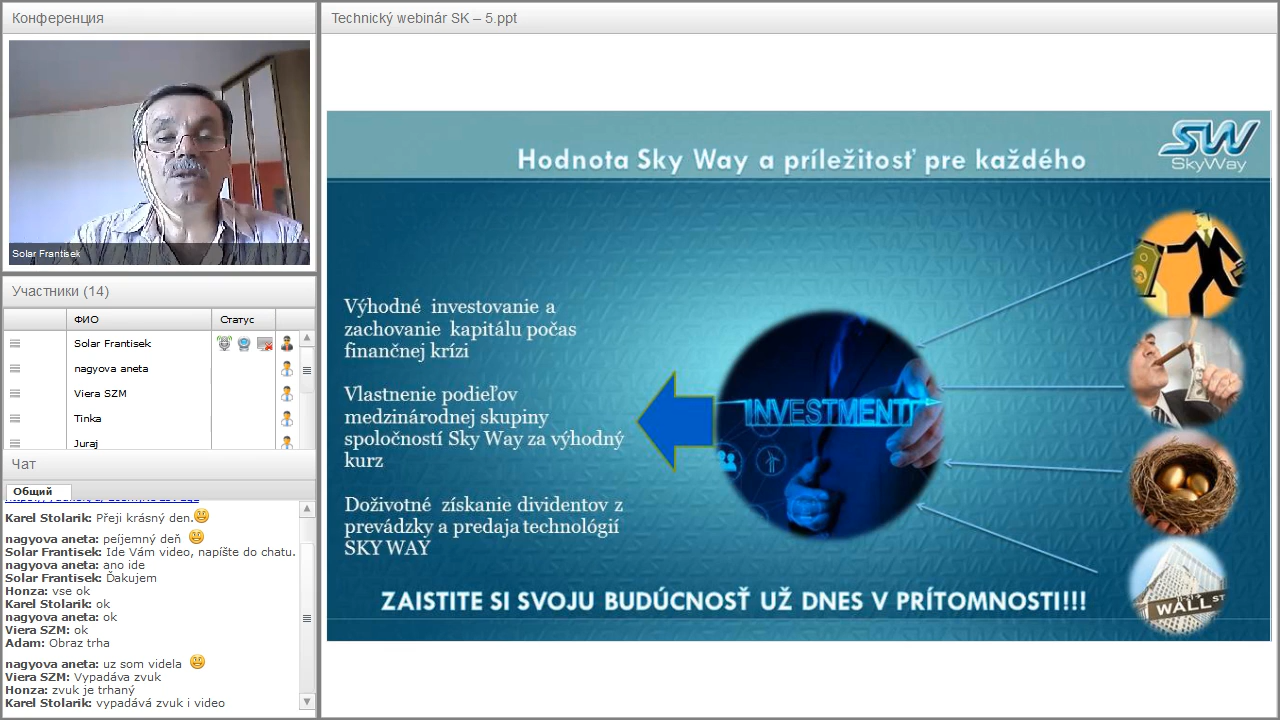 Конференция
Solar Frantisek
Участники (14)
ФИО
Статус
Solar Frantisek
nagyova aneta
Viera SZM
Tinka
Juraj
Чат
Общий
Karel Stolarik: Přeji krásný den.
nagyova aneta: peíjemný deň
Solar Frantisek: Ide Vám video, napíšte do chatu.
nagyova aneta: ano ide
Solar Frantisek: Ďakujem
Honza: vse ok
Karel Stolarik: ok
nagyova aneta: ok
Viera SZM: ok
Adam: Obraz trha
nagyova aneta: uz som videla
Viera SZM: Vypadáva zvuk
Honza: zvuk je trhaný
Karel Stolarik: vypadává zvuk i video
Technický webinár SK – 5.ppt
Hodnota Sky Way a príležitosť pre každého
SW
SkyWay
Výhodné investovanie a
zachovanie kapitálu počas
finančnej krízi
Vlastnenie podieľov
medzinárodnej skupiny
spoločností Sky Way za výhodný
kurz
Doživotné získanie dividentov z
prevádzky a predaja technológií
SKY WAY
INVESTMENT
WALL ST
ZAISTITE SI SVOJU BUDÚCNOSŤ UŽ DNES V PRÍTOMNOSTI!!!